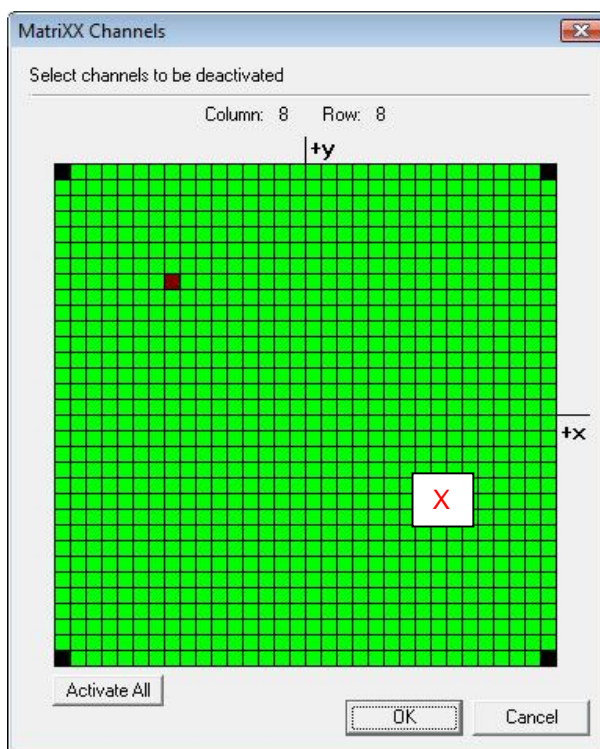 MatriXX Channels
Select channels to be deactivated
Column: 8 Row: 8
+y
+x
X
Activate All
OK Cancel